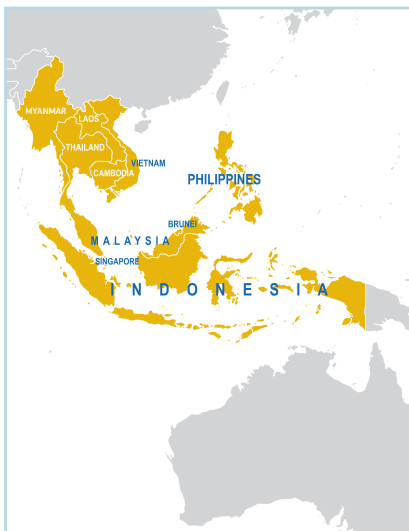 MYANMAR
LAOS
THAILAND
VIETNAM
CAMBODIA
PHILIPPINES
BRUNEI
MALAYSIA
SINGAPORE
INDONESIA